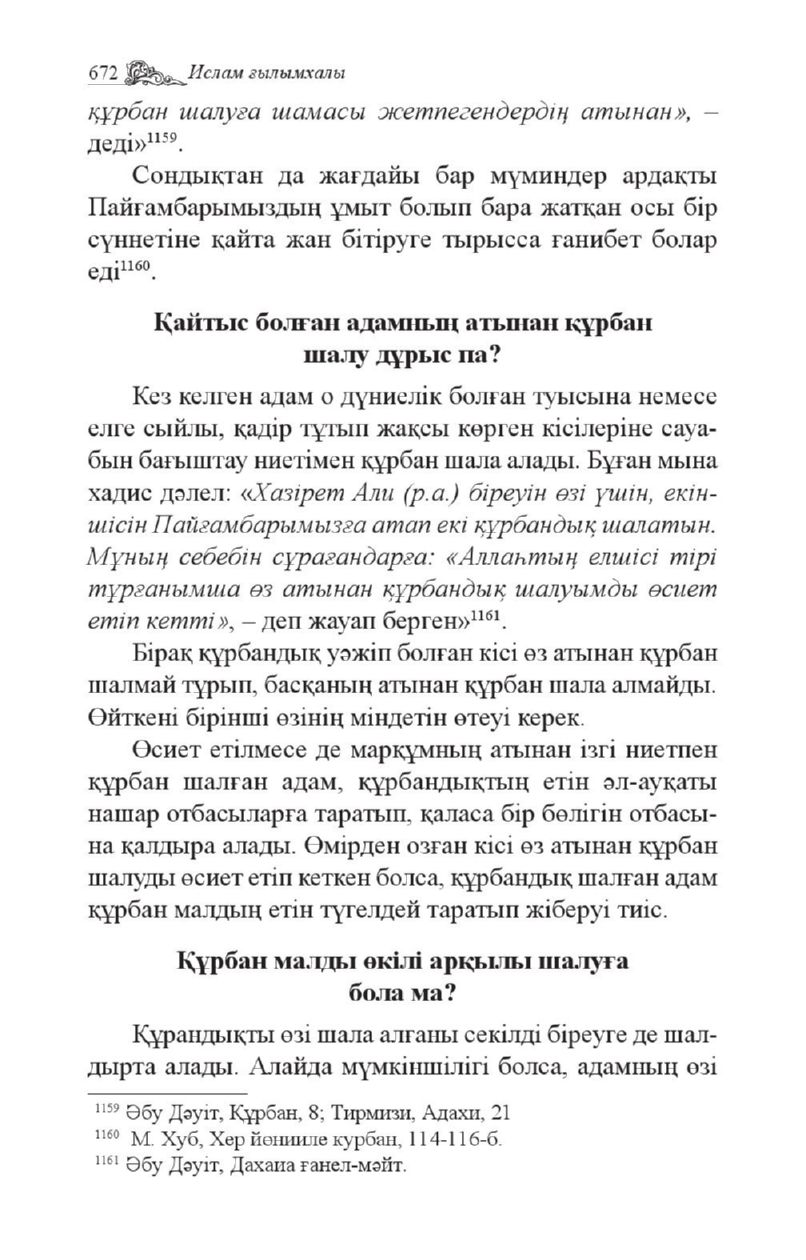 672 Ислам ғылымхалы
құрбан шалуға шамасы жетпегендердің атынан», –
деді»¹¹⁵⁹.
Сондықтан да жағдайы бар мүминдер ардақты
Пайғамбарымыздың ұмыт болып бара жатқан осы бір
сүннетіне қайта жан бітіруге тырысса ғанибет болар
еді¹¹⁶⁰.
Қайтыс болған адамның атынан құрбан
шалу дұрыс па?
Кез келген адам о дүниелік болған туысына немесе
елге сыйлы, қадір тұтып жақсы көрген кісілеріне сауа-
бын бағыштау ниетімен құрбан шала алады. Бұған мына
хадис дәлел: «Хазірет Али (р.а.) біреуін өзі үшін, екін-
шісін Пайғамбарымызға атап екі құрбандық шалатын.
Мұның себебін сұрағандарға: «Аллаһтың елшісі тірі
тұрғанымша өз атынан құрбандық шалуымды өсиет
етіп кетті», – деп жауап берген»¹¹⁶¹.
Бірақ құрбандық уәжіп болған кісі өз атынан құрбан
шалмай тұрып, басқаның атынан құрбан шала алмайды.
Өйткені бірінші өзінің міндетін өтеуі керек.
Өсиет етілмесе де марқұмның атынан ізгі ниетпен
құрбан шалған адам, құрбандықтың етін әл-ауқаты
нашар отбасыларға таратып, қаласа бір бөлігін отбасы-
на қалдыра алады. Өмірден озған кісі өз атынан құрбан
шалуды өсиет етіп кеткен болса, құрбандық шалған адам
құрбан малдың етін түгелдей таратып жіберуі тиіс.
Құрбан малды өкілі арқылы шалуға
бола ма?
Құрандықты өзі шала алғаны секілді біреуге де шал-
дырта алады. Алайда мүмкіншілігі болса, адамның өзі
¹¹⁵⁹ Әбу Дәуіт, Құрбан, 8; Тирмизи, Адахи, 21
¹¹⁶⁰ М. Хуб, Хер йөнииле курбан, 114-116-б.
¹¹⁶¹ Әбу Дәуіт, Дахаиа ғанел-мәйт.